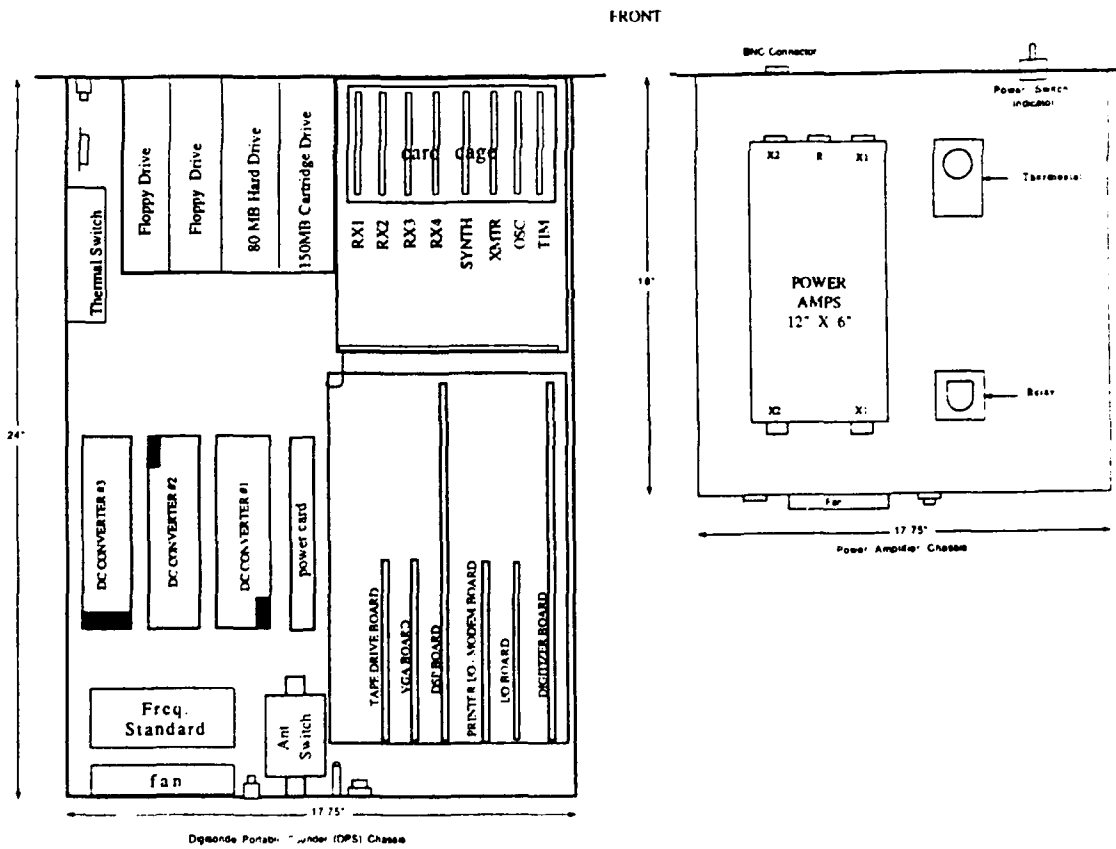 FRONT
BNC Connector
Power Switch
Indicator
Floppy Drive
Floppy Drive
80 MB Hard Drive
150MB Cartridge Drive
card cage
RX1
RX2
RX3
RX4
SYNTH
XMTR
OSC
TIM
Thermal Switch
24"
DC CONVERTER #3
DC CONVERTER #2
DC CONVERTER #1
power card
TAPE DRIVE BOARD
VGA BOARD
DSP BOARD
PRINTER I/O - MODEM BOARD
I/O BOARD
DIGITIZER BOARD
Freq.
Standard
Ant
Switch
fan
17.75"
Digisonde Portable (DPS) Chassis
X2
R
X1
Thermostat
18"
POWER
AMPS
12" X 6"
Relay
X2
X1
Fan
17.75"
Power Amplifier Chassis